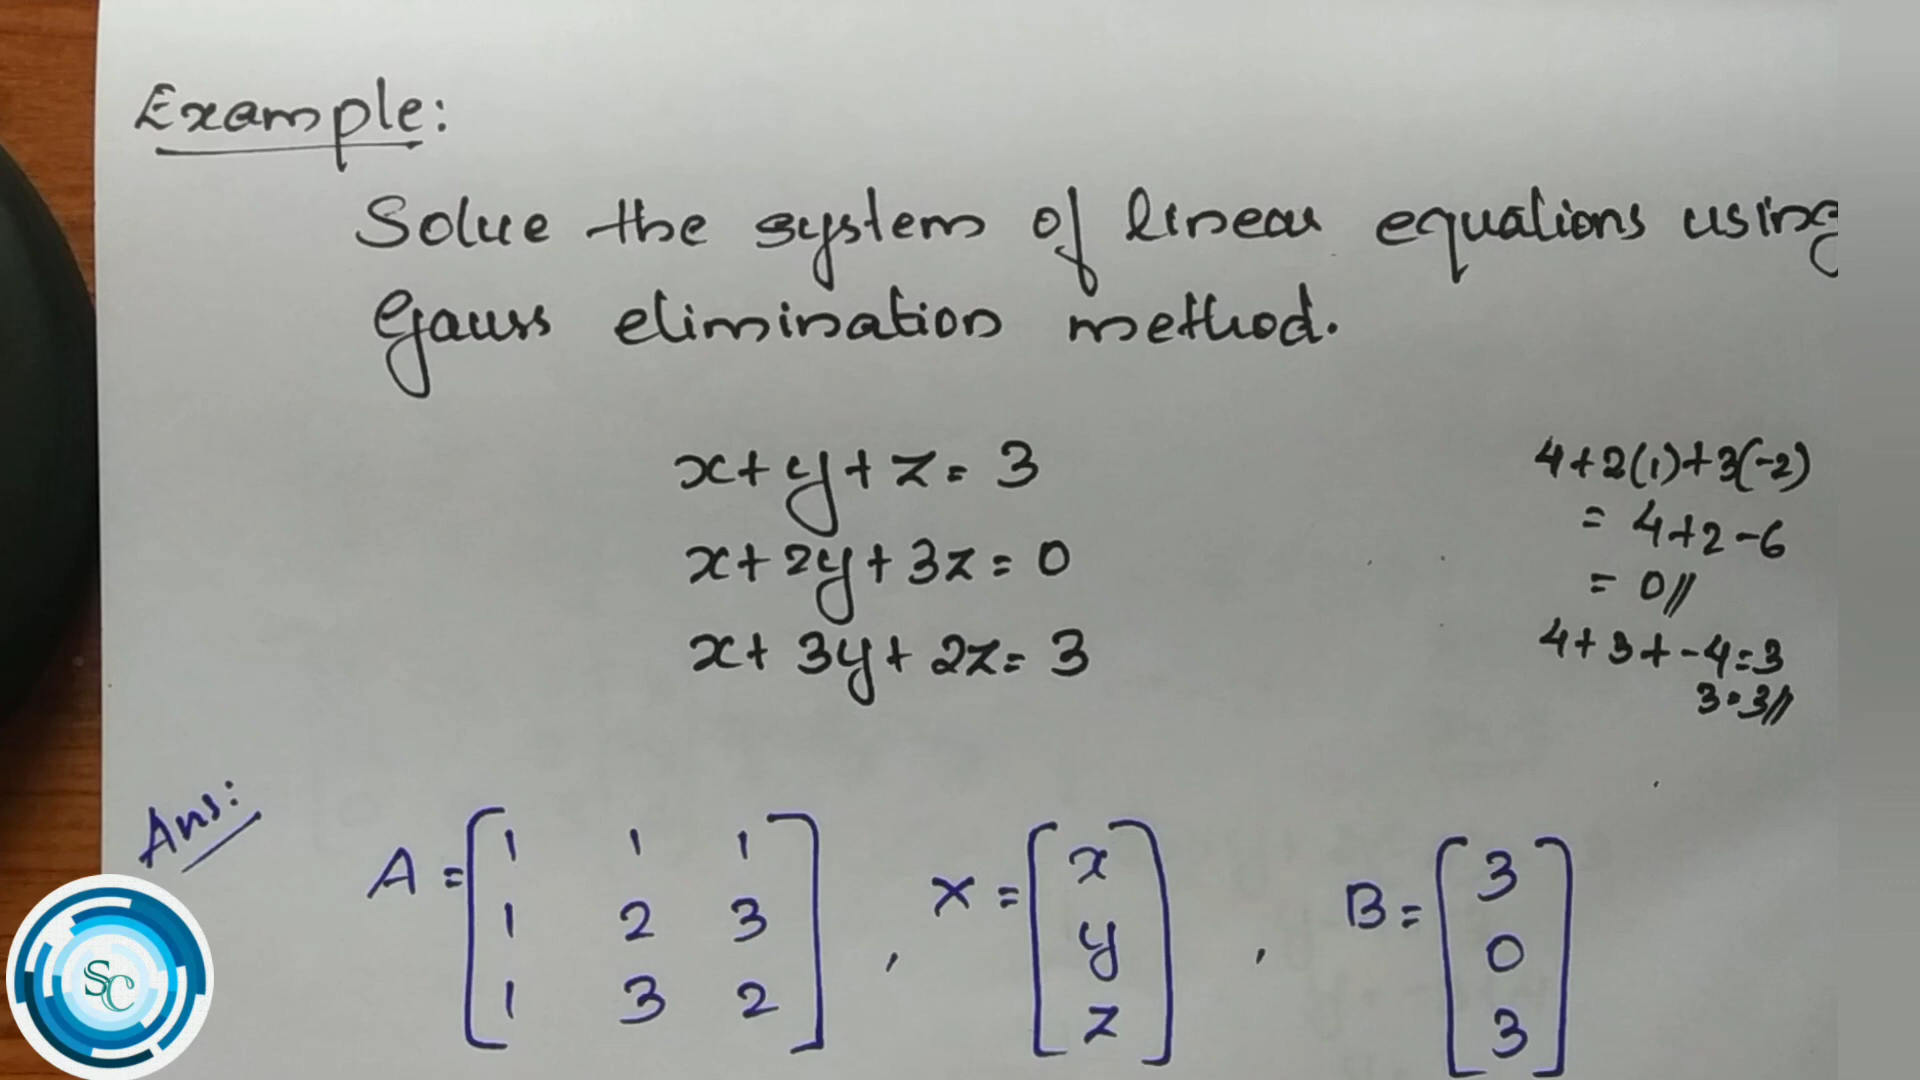 Example:
Solve the system of linear equations using
Gauss elimination method.
x+y+z= 3
x+2y+3z= 0
x+ 3y+ 2z= 3
4+2(1)+3(-2)
= 4+2-6
= 0//
4+3+-4=3
3=3//
Ans:
A = [1 1 1
1 2 3
1 3 2] , X = [x
y
z] , B = [3
0
3]
SC